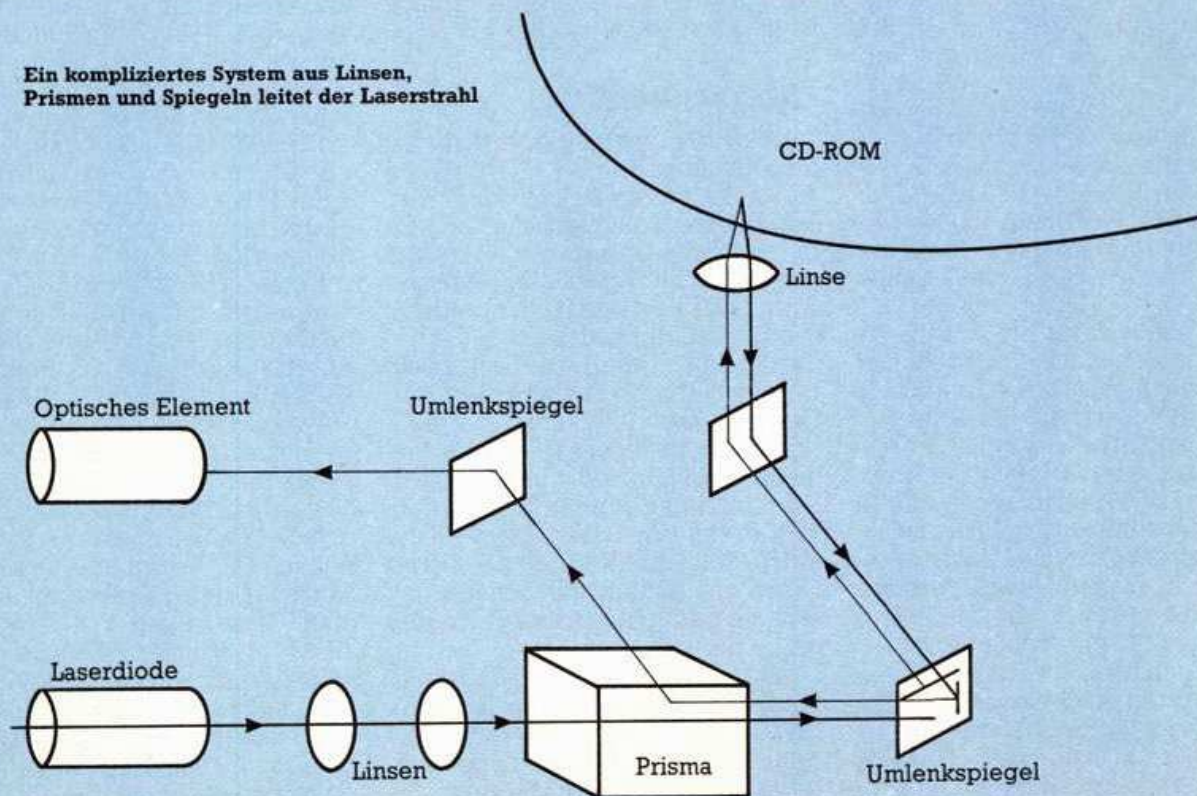 Ein kompliziertes System aus Linsen,
Prismen und Spiegeln leitet der Laserstrahl
CD-ROM
Linse
Optisches Element
Umlenkspiegel
Laserdiode
Linsen
Prisma
Umlenkspiegel